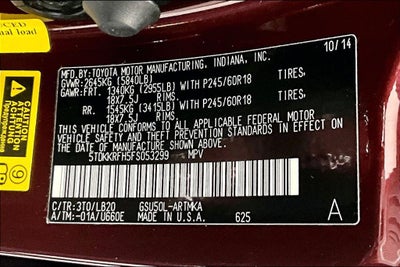 CEED
international
10/14
MFD.BY:TOYOTA MOTOR MANUFACTURING, INDIANA, INC.
GVWR:2645KG (5840LB)
GAWR:FRT. 1340KG (2955LB) WITH P245/60R18 TIRES,
18X7.5J RIMS,
RR. 1545KG (3415LB) WITH P245/60R18 TIRES,
18X7.5J RIMS,
THIS VEHICLE CONFORMS TO ALL APPLICABLE FEDERAL MOTOR
VEHICLE SAFETY AND THEFT PREVENTION STANDARDS IN EFFECT ON
THE DATE OF MANUFACTURE SHOWN ABOVE.
5TDKKRFH5FS053299 MPV
C/TR:3T0/LB20 GSU50L-ARTMKA
A/TM:-01A/U660E MADE IN U.S.A. 625 A